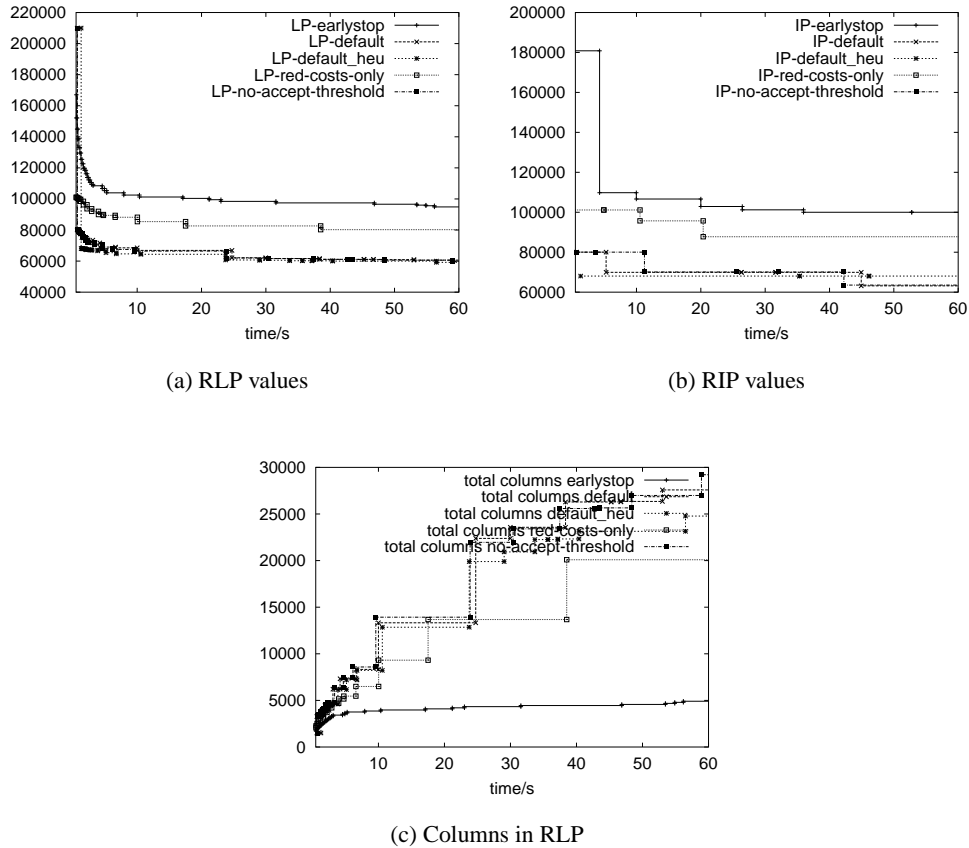 220000
200000
180000
160000
140000
120000
100000
80000
60000
40000
LP-earlystop
LP-default
LP-default_heu
LP-red-costs-only
LP-no-accept-threshold
10 20 30 40 50 60
time/s
(a) RLP values
200000
180000
160000
140000
120000
100000
80000
60000
IP-earlystop
IP-default
IP-default_heu
IP-red-costs-only
IP-no-accept-threshold
10 20 30 40 50 60
time/s
(b) RIP values
30000
25000
20000
15000
10000
5000
0
total columns earlystop
total columns default
total columns default_heu
total columns red-costs-only
total columns no-accept-threshold
10 20 30 40 50 60
time/s
(c) Columns in RLP